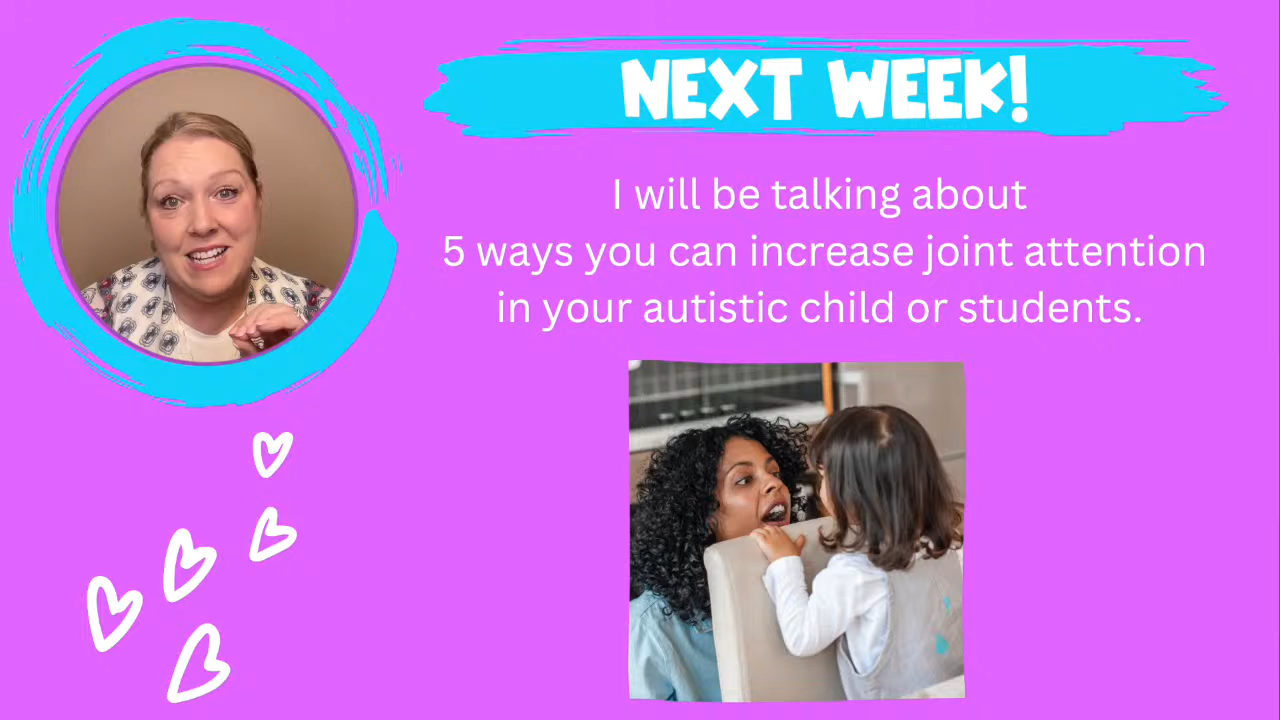 NEXT WEEK!
I will be talking about
5 ways you can increase joint attention
in your autistic child or students.